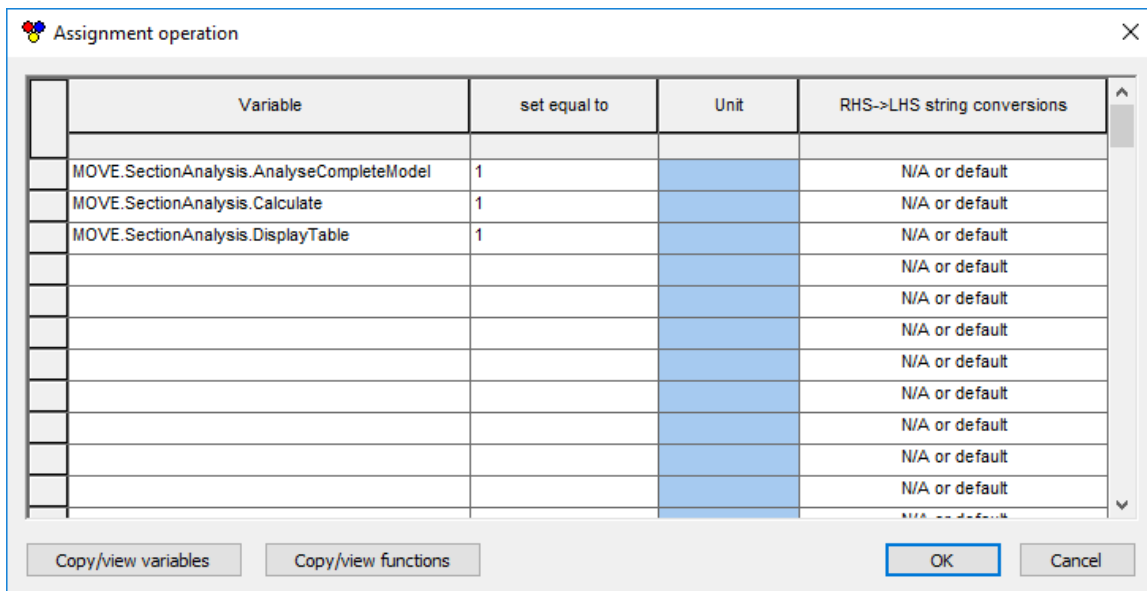 Assignment operation
Variable set equal to Unit RHS->LHS string conversions
MOVE.SectionAnalysis.AnalyseCompleteModel 1 N/A or default
MOVE.SectionAnalysis.Calculate 1 N/A or default
MOVE.SectionAnalysis.DisplayTable 1 N/A or default
N/A or default
N/A or default
N/A or default
N/A or default
N/A or default
N/A or default
N/A or default
N/A or default
N/A or default
Copy/view variables Copy/view functions OK Cancel